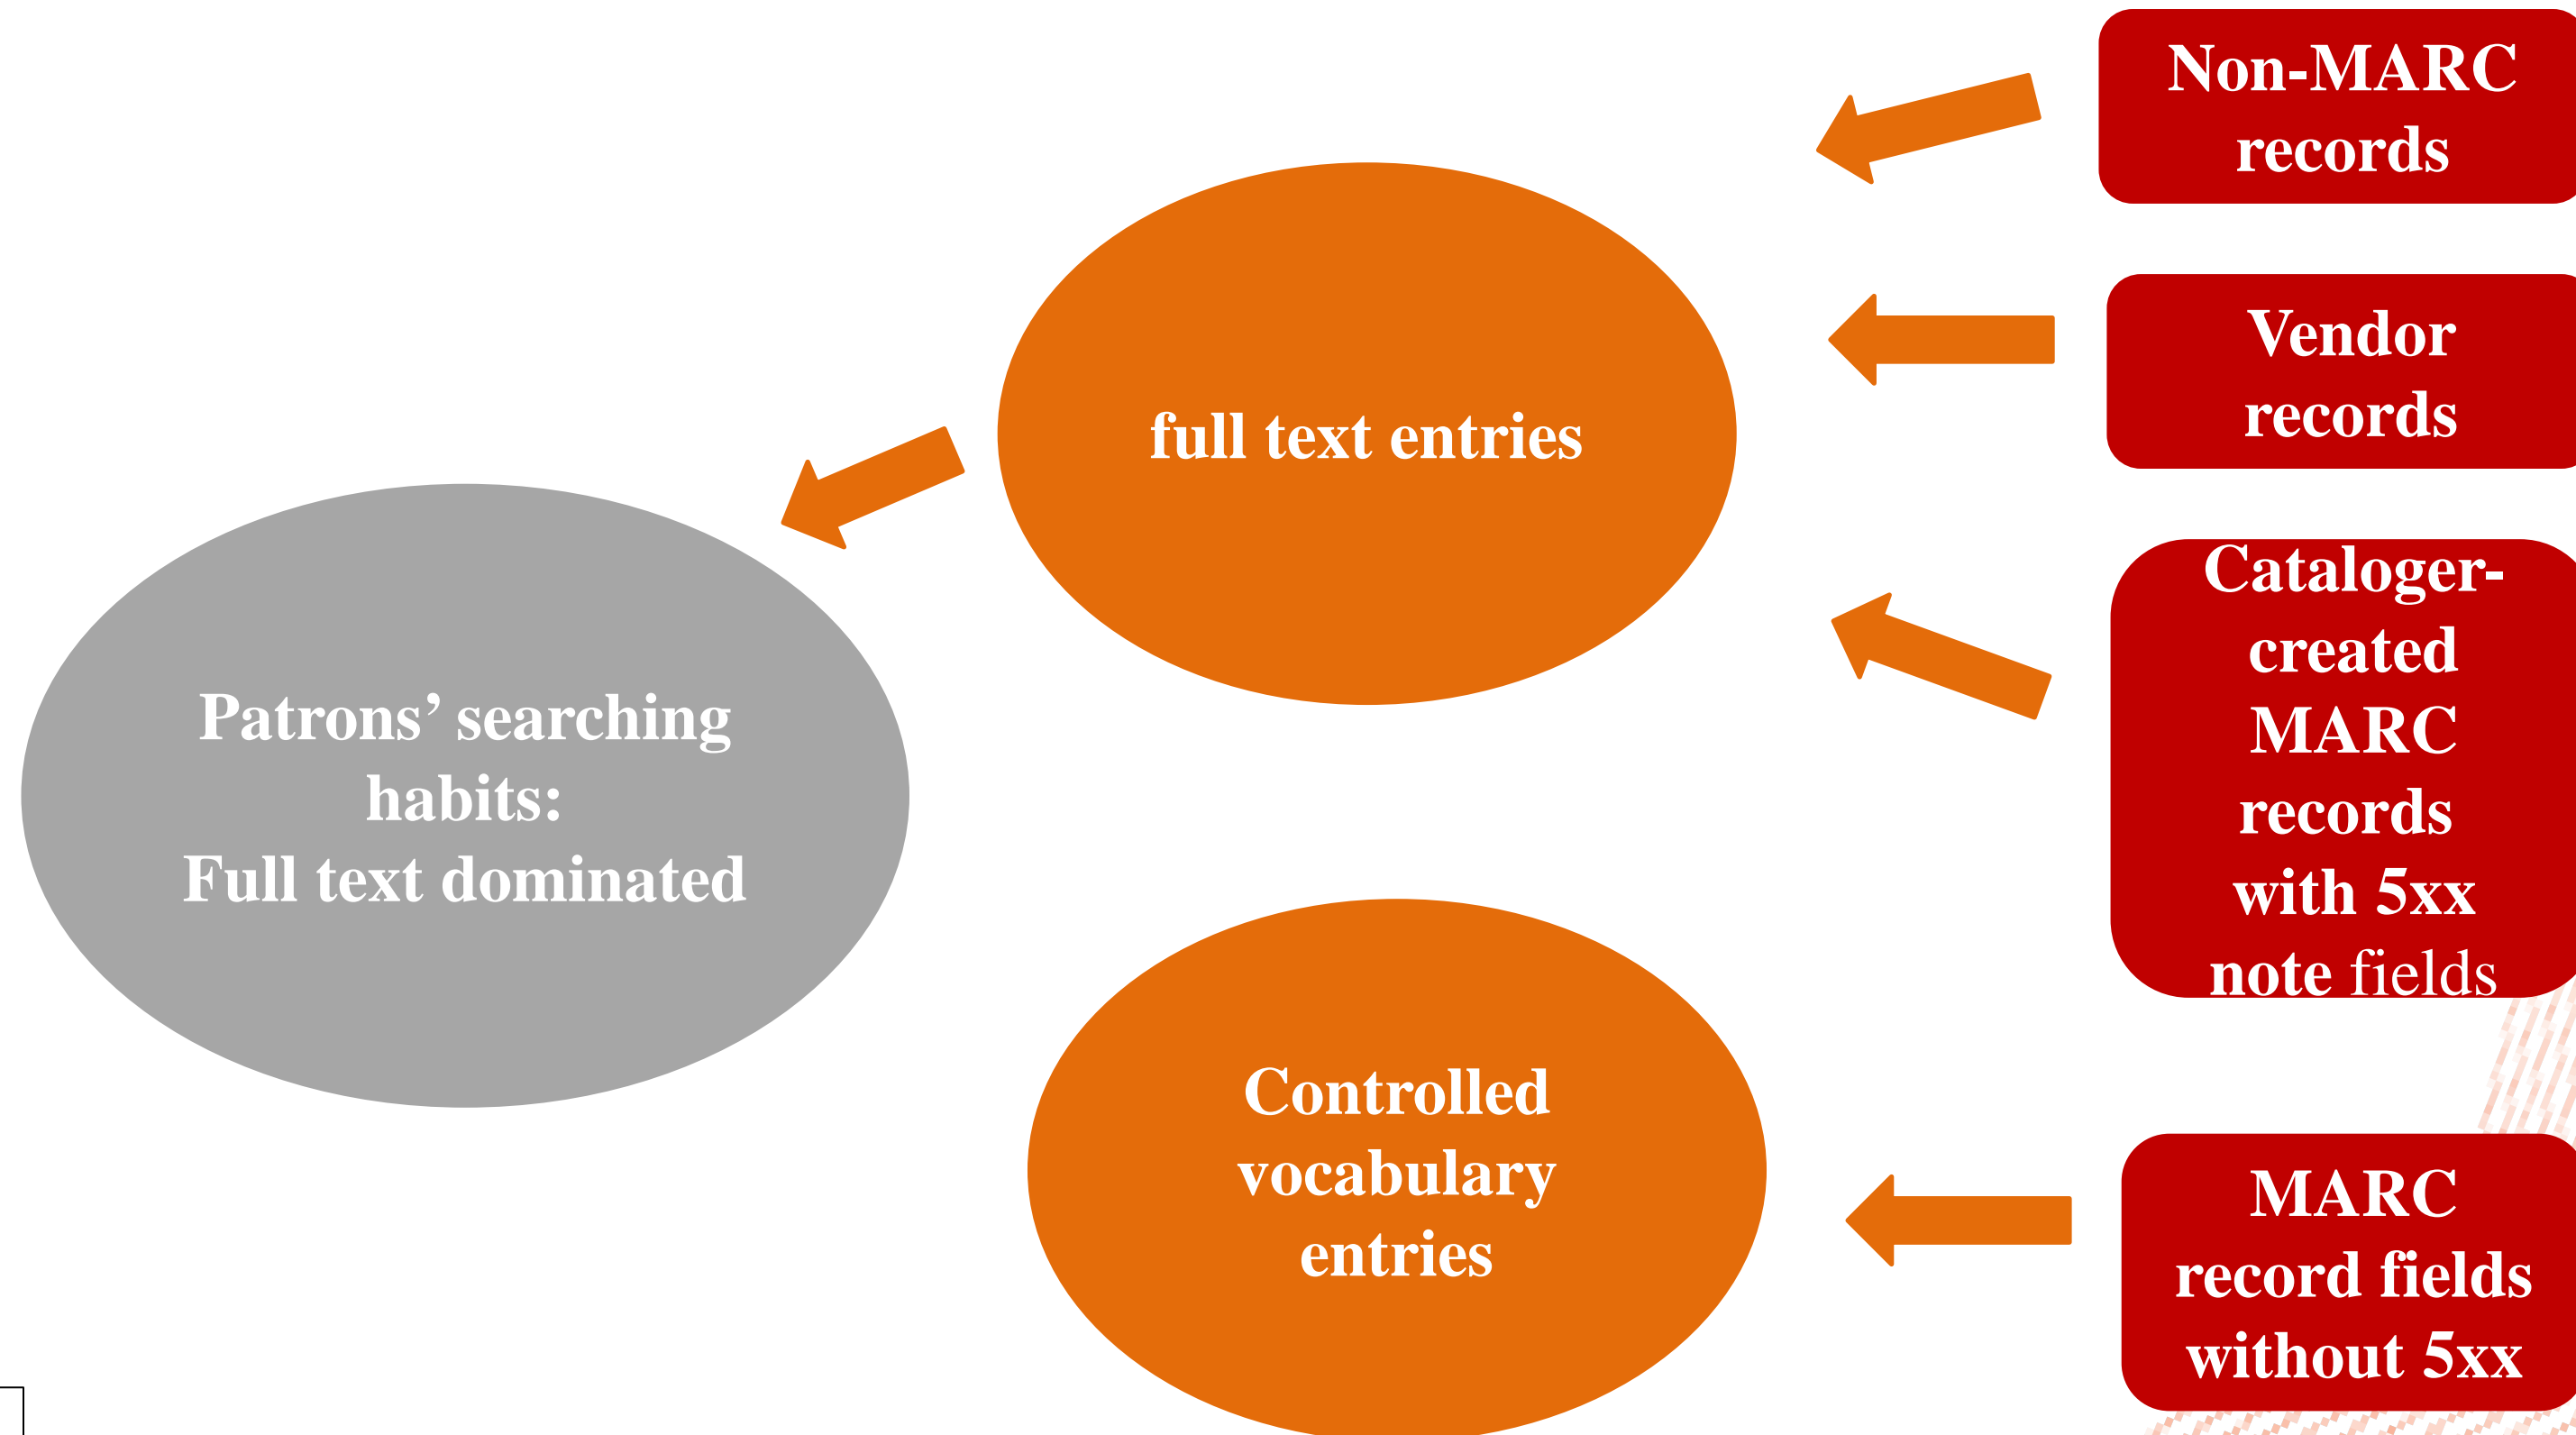 Non-MARC
records
Vendor
records
full text entries
Cataloger-
created
MARC
records
with 5xx
note fields
Patrons’ searching
habits:
Full text dominated
Controlled
vocabulary
entries
MARC
record fields
without 5xx